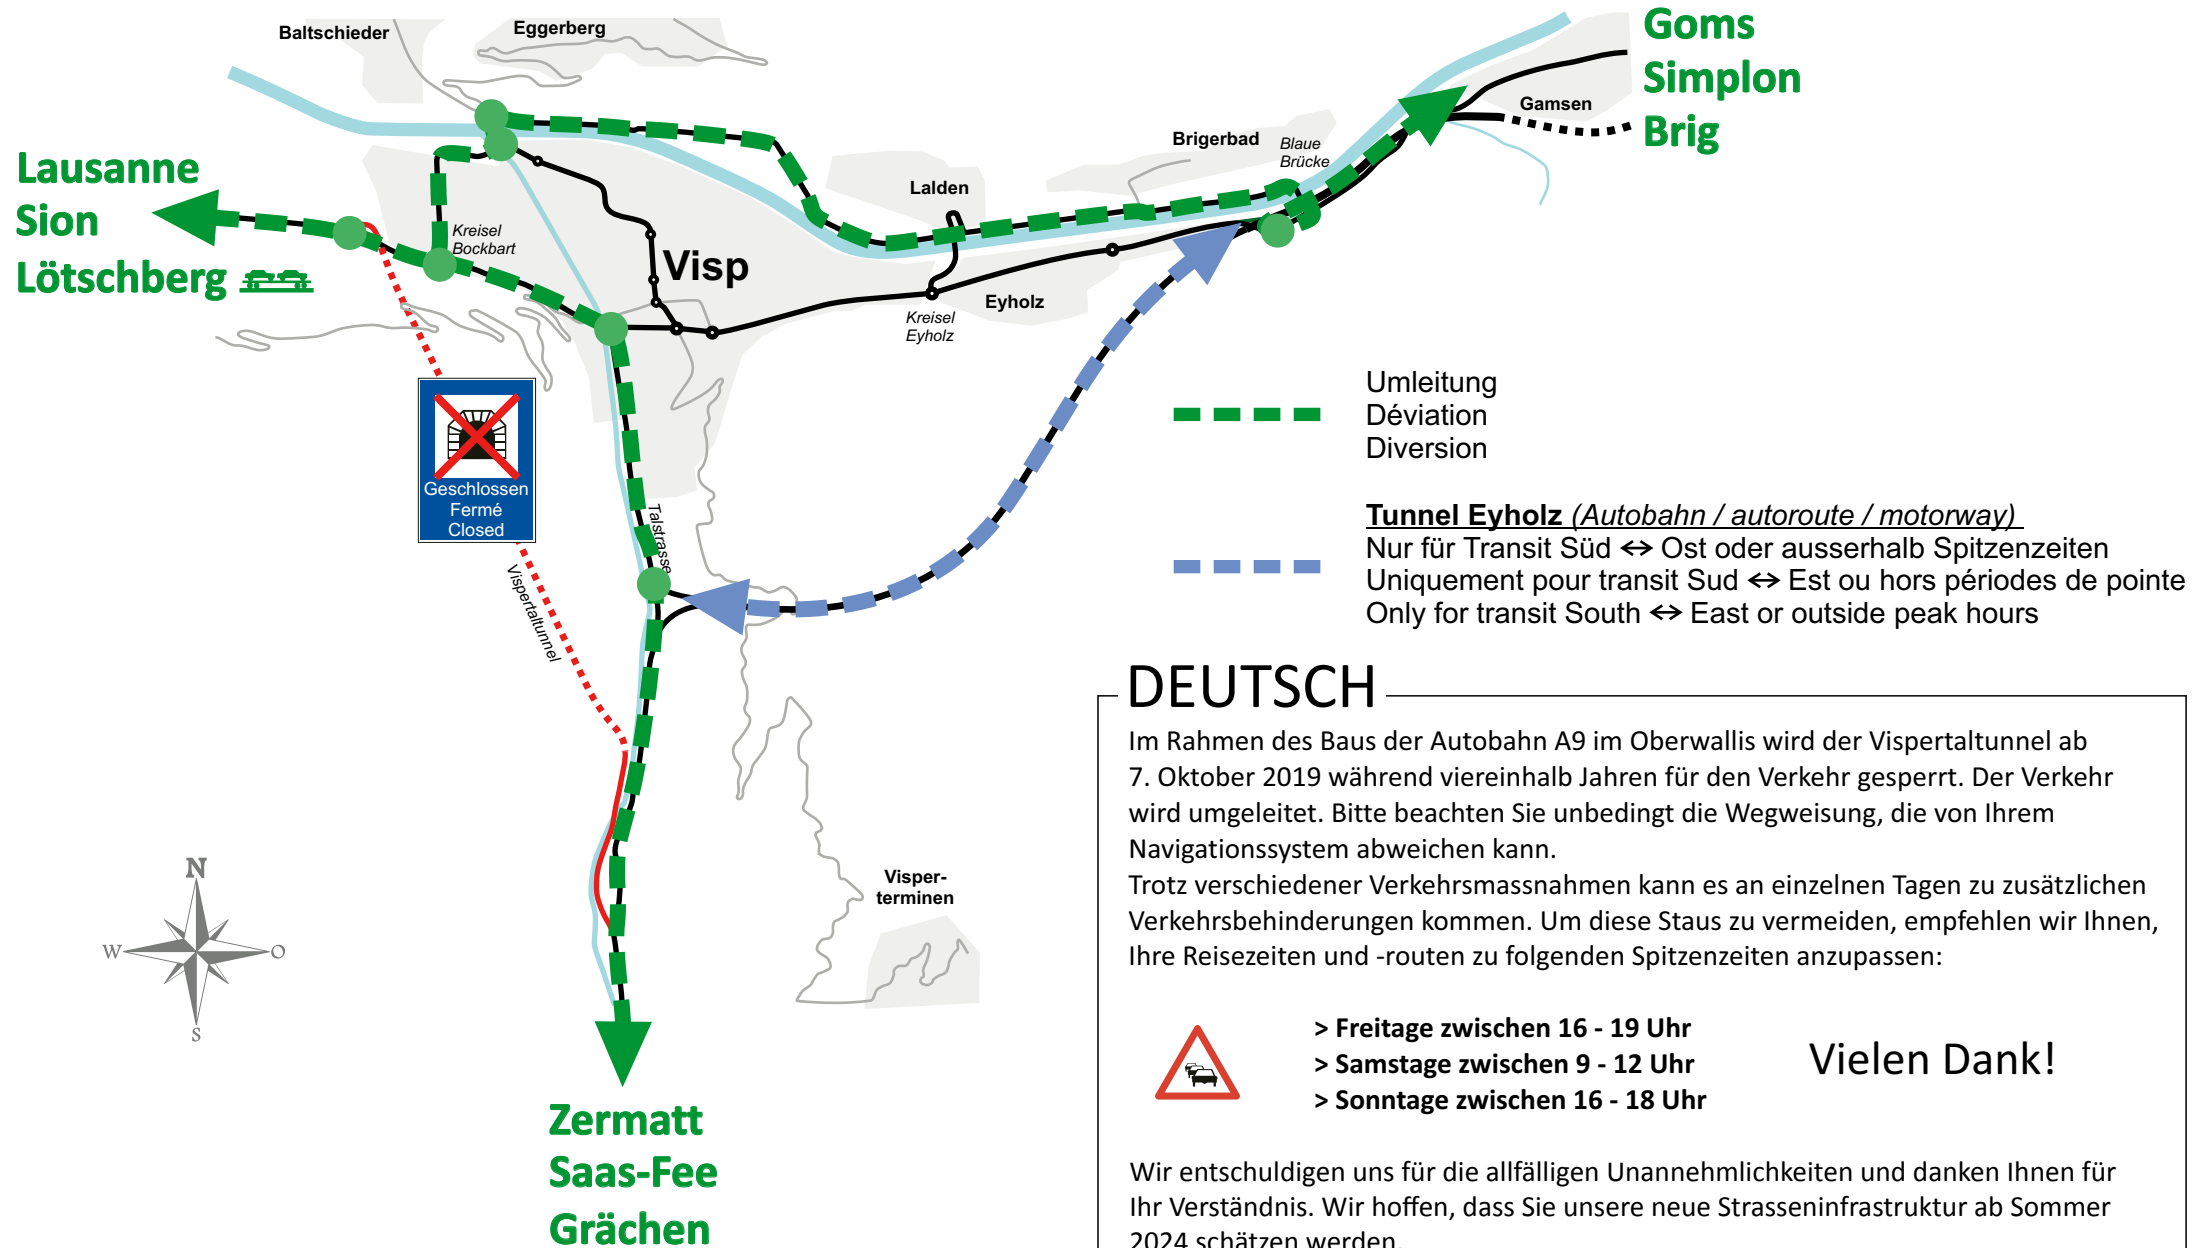 Baltschieder
Eggerberg
Goms
Simplon
Brig
Gamsen
Brigerbad
Blaue
Brücke
Lausanne
Sion
Lötschberg
Kreisel
Bockbart
Lalden
Visp
Eyholz
Kreisel
Eyholz
Geschlossen
Fermé
Closed
Talstrasse
Vispertaltunnel
Umleitung
Déviation
Diversion
Tunnel Eyholz (Autobahn / autoroute / motorway)
Nur für Transit Süd ↔ Ost oder ausserhalb Spitzenzeiten
Uniquement pour transit Sud ↔ Est ou hors périodes de pointe
Only for transit South ↔ East or outside peak hours
Visper-
terminen
N
W
O
S
Zermatt
Saas-Fee
Grächen
DEUTSCH
Im Rahmen des Baus der Autobahn A9 im Oberwallis wird der Vispertaltunnel ab
7. Oktober 2019 während viereinhalb Jahren für den Verkehr gesperrt. Der Verkehr
wird umgeleitet. Bitte beachten Sie unbedingt die Wegweisung, die von Ihrem
Navigationssystem abweichen kann.
Trotz verschiedener Verkehrsmassnahmen kann es an einzelnen Tagen zu zusätzlichen
Verkehrsbehinderungen kommen. Um diese Staus zu vermeiden, empfehlen wir Ihnen,
Ihre Reisezeiten und -routen zu folgenden Spitzenzeiten anzupassen:
> Freitage zwischen 16 - 19 Uhr
> Samstage zwischen 9 - 12 Uhr
> Sonntage zwischen 16 - 18 Uhr
Vielen Dank!
Wir entschuldigen uns für die allfälligen Unannehmlichkeiten und danken Ihnen für
Ihr Verständnis. Wir hoffen, dass Sie unsere neue Strasseninfrastruktur ab Sommer
2024 schätzen werden.